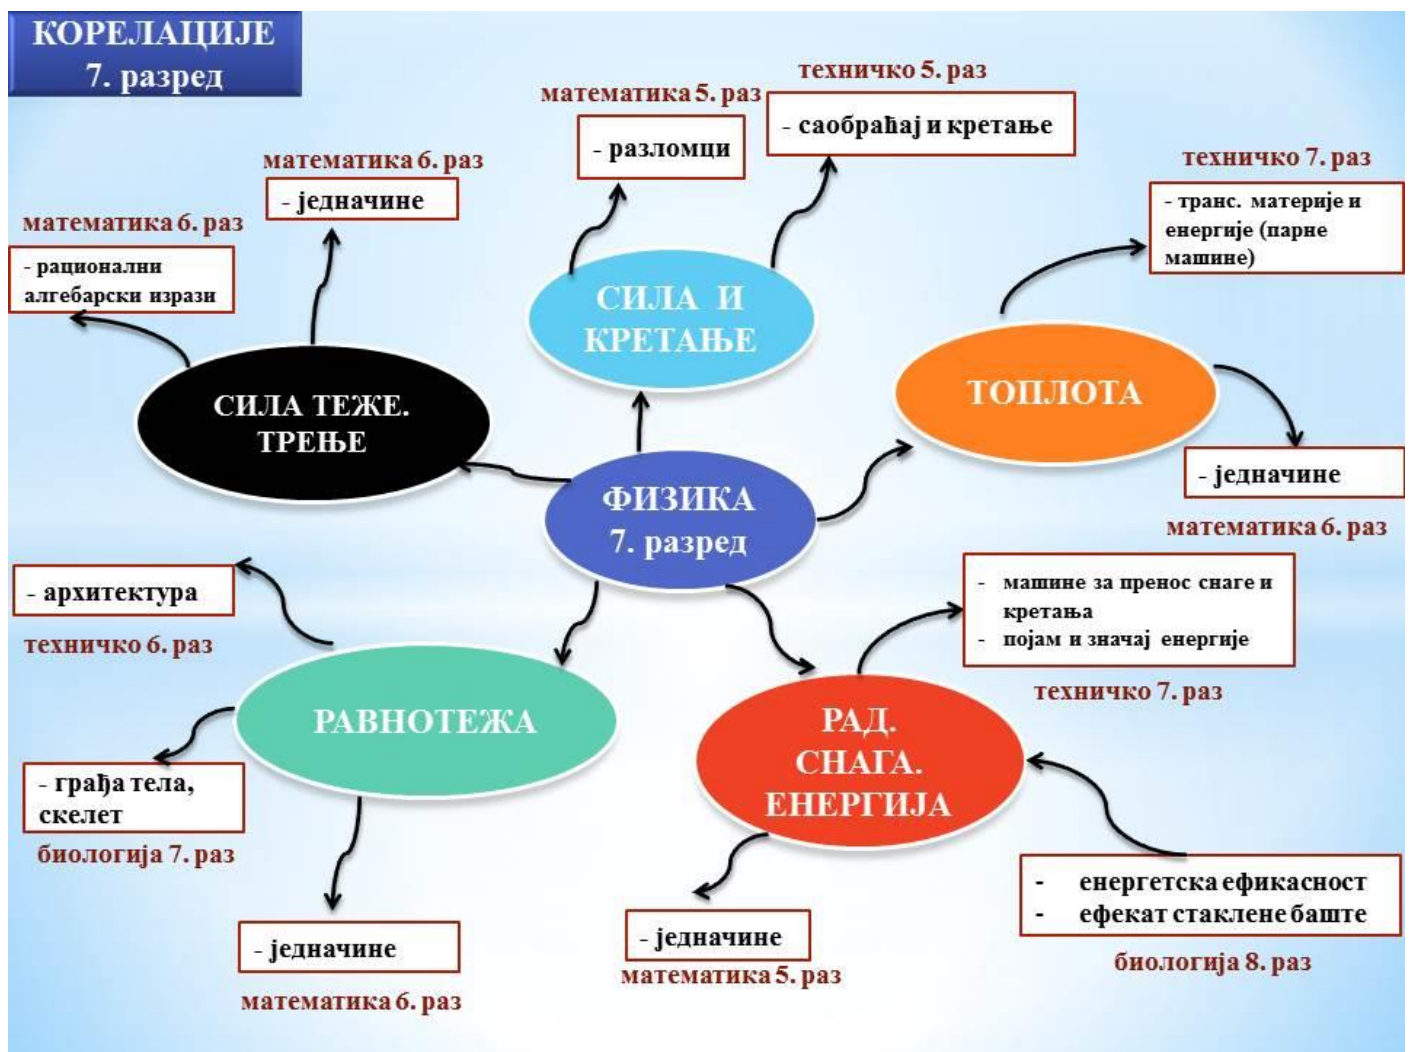 КОРЕЛАЦИЈЕ
7. разред
математика 6. раз
- рационални
алгебарски изрази
математика 6. раз
- једначине
математика 5. раз
- разломци
техничко 5. раз
- саобраћај и кретање
техничко 7. раз
- транс. материје и
енергије (парне
машине)
СИЛА И
КРЕТАЊЕ
СИЛА ТЕЖЕ.
ТРЕЊЕ
ТОПЛОТА
- једначине
математика 6. раз
ФИЗИКА
7. разред
- архитектура
техничко 6. раз
- машине за пренос снаге и
кретања
- појам и значај енергије
техничко 7. раз
РАВНОТЕЖА
РАД.
СНАГА.
ЕНЕРГИЈА
- грађа тела,
скелет
биологија 7. раз
- једначине
математика 6. раз
- једначине
математика 5. раз
- енергетска ефикасност
- ефекат стаклене баште
биологија 8. раз